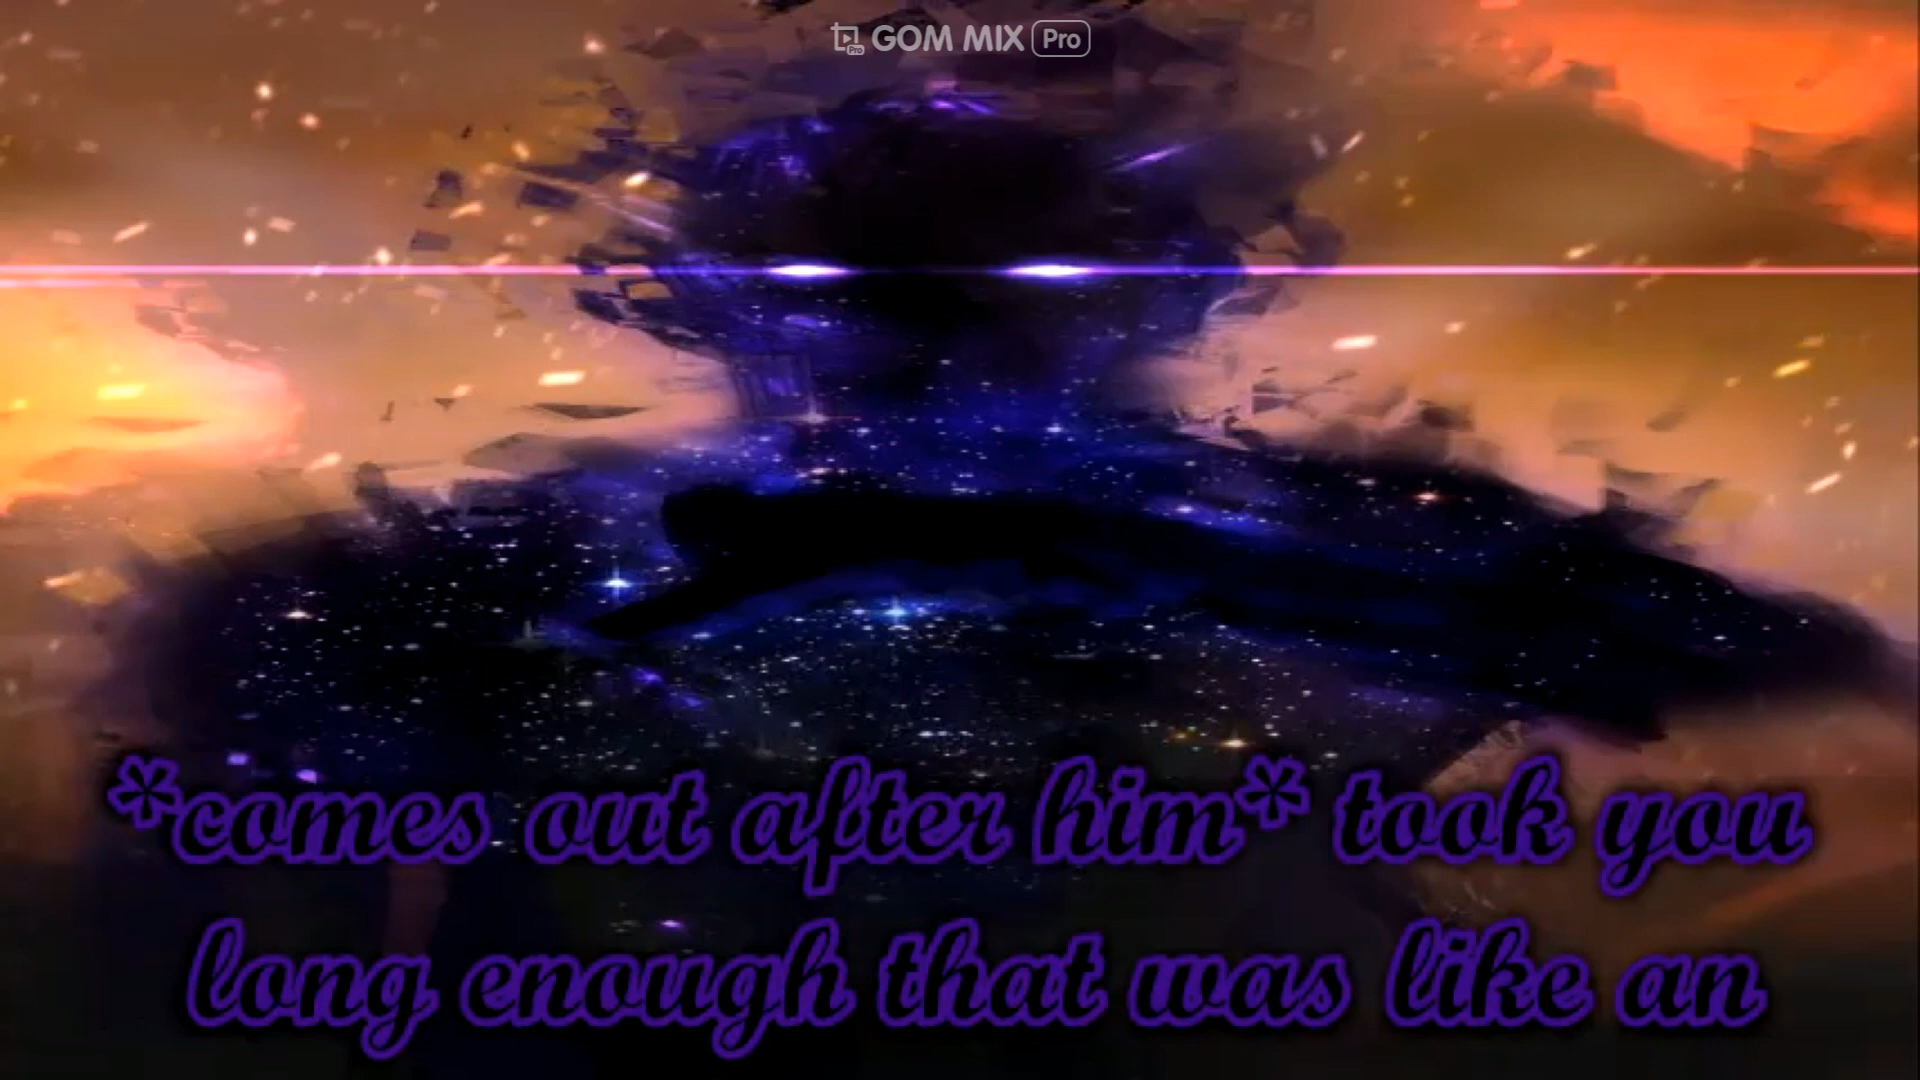 GOM MIX Pro
*comes out after him* took you
long enough that was like an